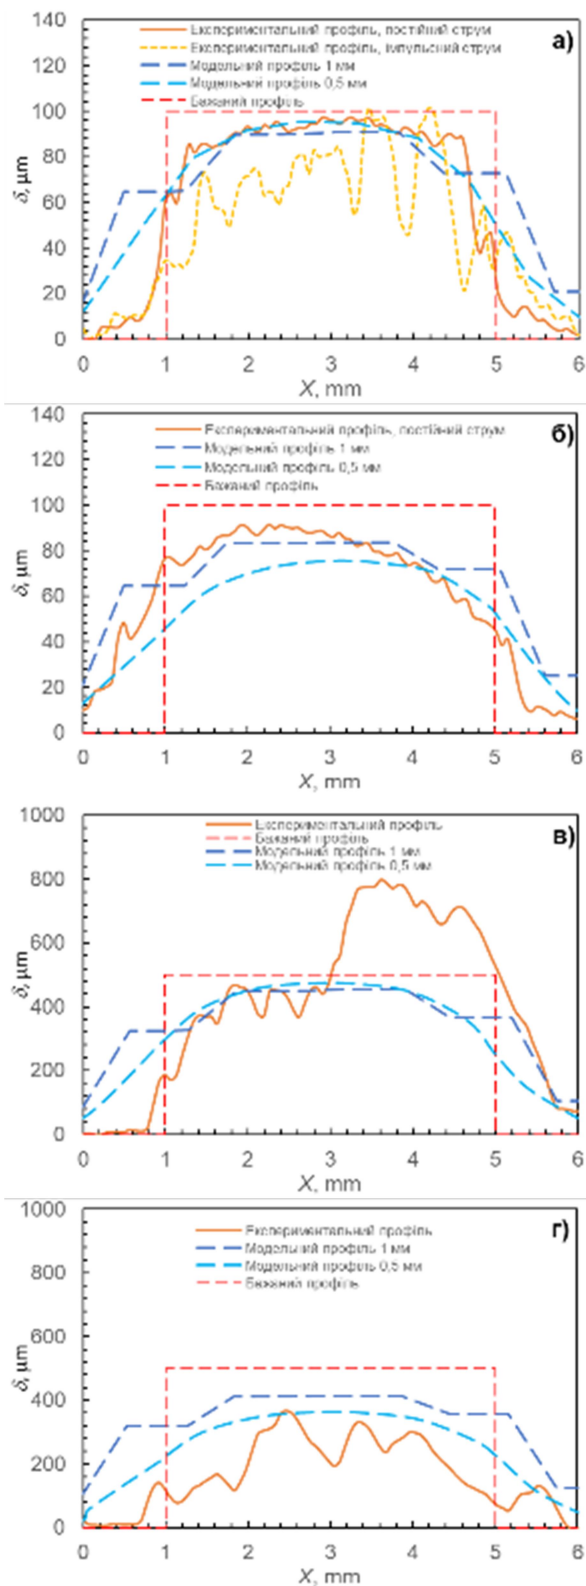 а)
Експериментальний профіль, постійний струм
Експериментальний профіль, імпульсний струм
Модельний профіль 1 мм
Модельний профіль 0,5 мм
Бажаний профіль
δ, μm
140
120
100
80
60
40
20
0
0 1 2 3 4 5 6
X, mm
б)
Експериментальний профіль, постійний струм
Модельний профіль 1 мм
Модельний профіль 0,5 мм
Бажаний профіль
δ, μm
140
120
100
80
60
40
20
0
0 1 2 3 4 5 6
X, mm
в)
Експериментальний профіль
Бажаний профіль
Модельний профіль 1 мм
Модельний профіль 0,5 мм
δ, μm
1000
800
600
400
200
0
0 1 2 3 4 5 6
X, mm
г)
Експериментальний профіль
Модельний профіль 1 мм
Модельний профіль 0,5 мм
Бажаний профіль
δ, μm
1000
800
600
400
200
0
0 1 2 3 4 5 6
X, mm